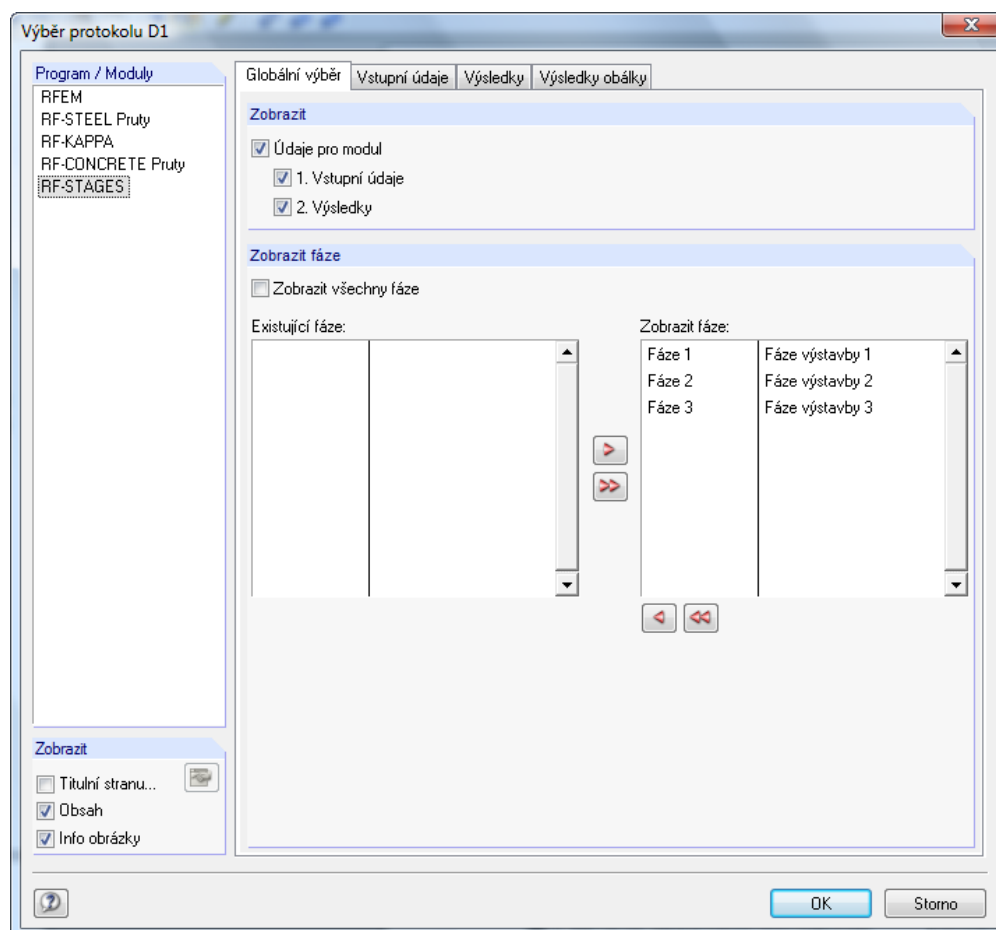 Výběr protokolu D1
Program / Moduly
RFEM
RF-STEEL Pruty
RF-KAPPA
RF-CONCRETE Pruty
RF-STAGES
Zobrazit
Titulní stranu...
Obsah
Info obrázky
Globální výběr
Vstupní údaje
Výsledky
Výsledky obálky
Zobrazit
Údaje pro modul
1. Vstupní údaje
2. Výsledky
Zobrazit fáze
Zobrazit všechny fáze
Existující fáze:
Zobrazit fáze:
Fáze 1 Fáze výstavby 1
Fáze 2 Fáze výstavby 2
Fáze 3 Fáze výstavby 3
OK
Storno